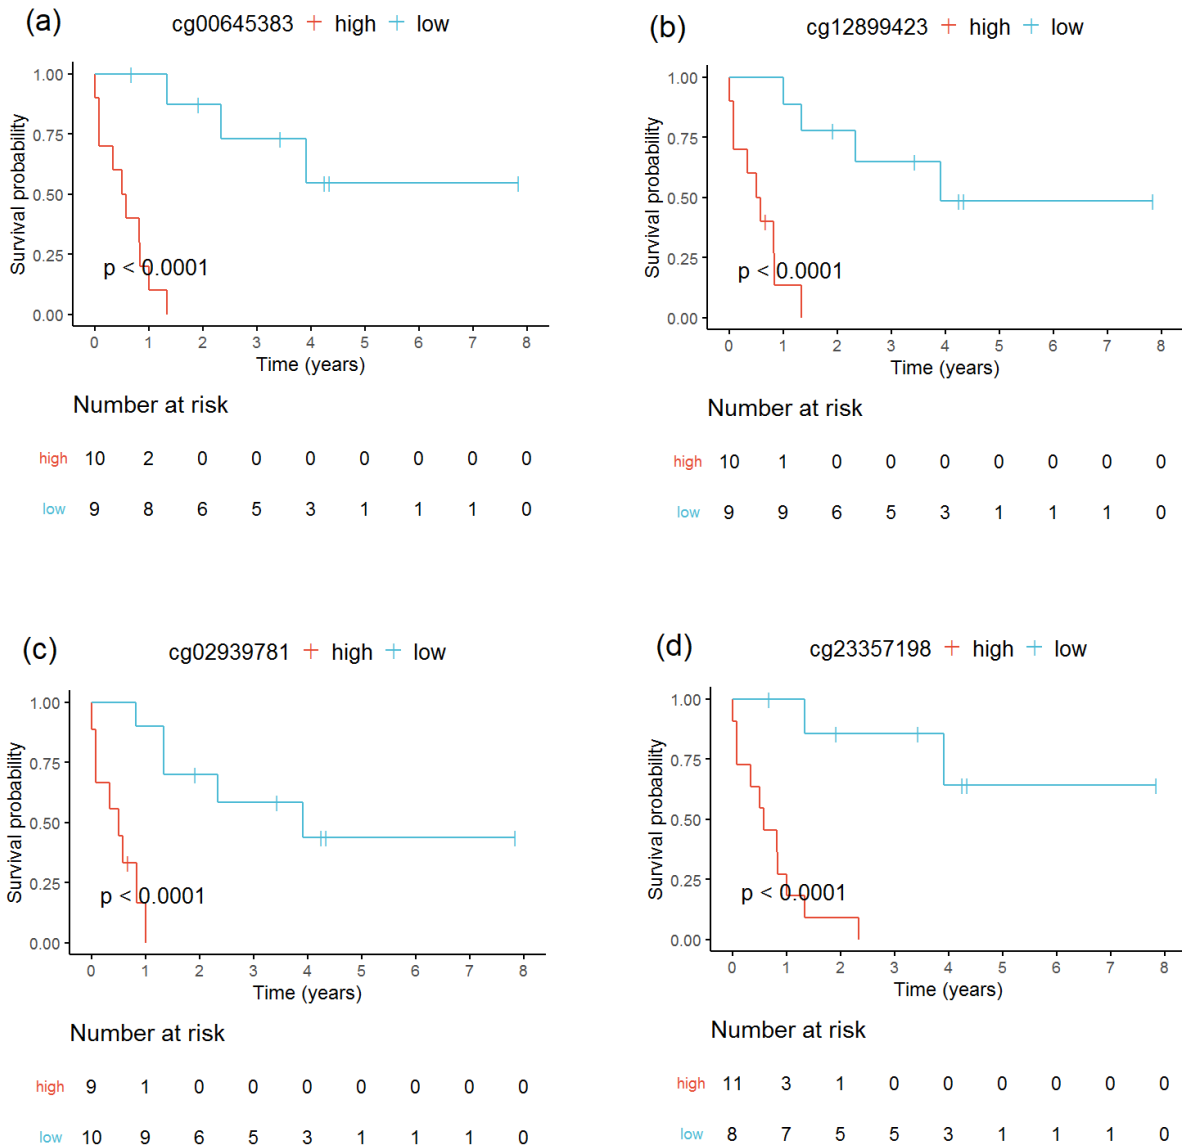 (a)
cg00645383 high low
Survival probability
1.00
0.75
0.50
0.25
0.00
p < 0.0001
0 1 2 3 4 5 6 7 8
Time (years)
Number at risk
high 10 2 0 0 0 0 0 0 0
low 9 8 6 5 3 1 1 1 0
(b)
cg12899423 high low
Survival probability
1.00
0.75
0.50
0.25
0.00
p < 0.0001
0 1 2 3 4 5 6 7 8
Time (years)
Number at risk
high 10 1 0 0 0 0 0 0 0
low 9 9 6 5 3 1 1 1 0
(c)
cg02939781 high low
Survival probability
1.00
0.75
0.50
0.25
0.00
p < 0.0001
0 1 2 3 4 5 6 7 8
Time (years)
Number at risk
high 9 1 0 0 0 0 0 0 0
low 10 9 6 5 3 1 1 1 0
(d)
cg23357198 high low
Survival probability
1.00
0.75
0.50
0.25
0.00
p < 0.0001
0 1 2 3 4 5 6 7 8
Time (years)
Number at risk
high 11 3 1 0 0 0 0 0 0
low 8 7 5 5 3 1 1 1 0